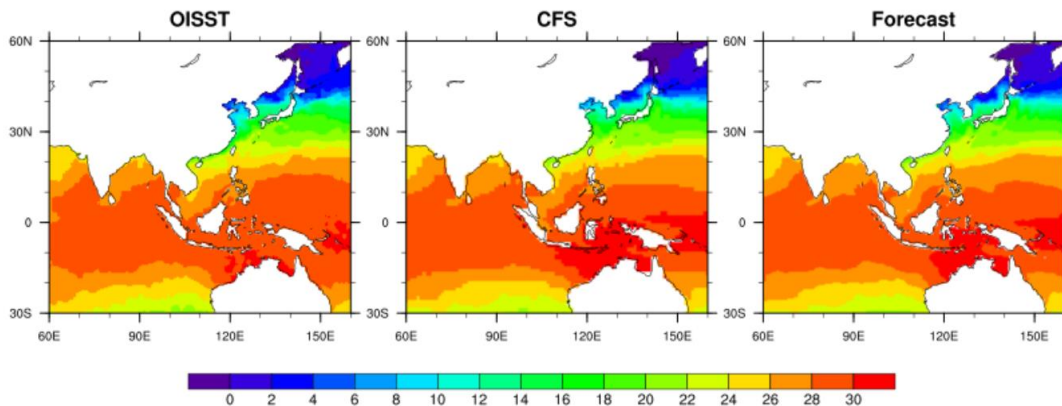 OISST CFS Forecast
60N 60N 60N
30N 30N 30N
0 0 0
30S 30S 30S
60E 90E 120E 150E 60E 90E 120E 150E 60E 90E 120E 150E
0 2 4 6 8 10 12 14 16 18 20 22 24 26 28 30